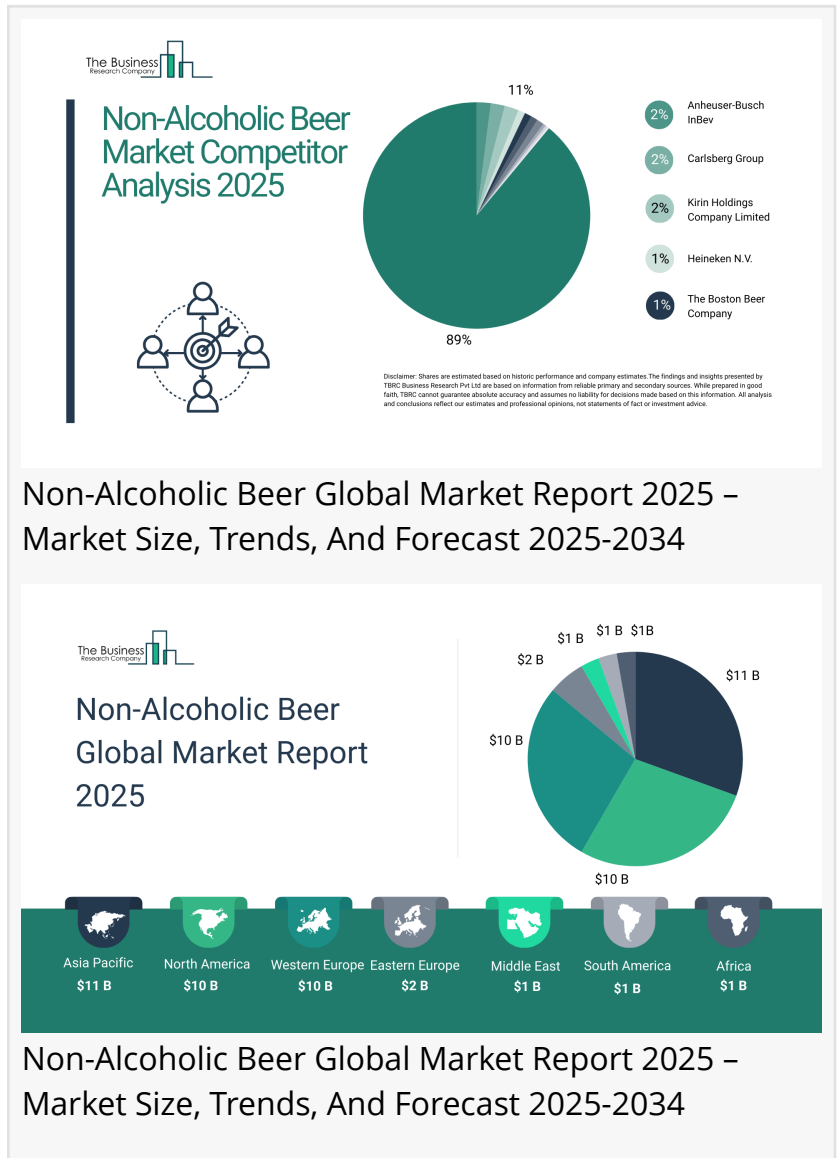 The Business
Research Company
Non-Alcoholic Beer
Market Competitor
Analysis 2025
11%
89%
2%
Anheuser-Busch
InBev
2%
Carlsberg Group
2%
Kirin Holdings
Company Limited
1%
Heineken N.V.
1%
The Boston Beer
Company
Disclaimer: Shares are estimated based on historic performance and company estimates.The findings and insights presented by
TBRC Business Research Pvt Ltd are based on information from reliable primary and secondary sources. While prepared in good
faith, TBRC cannot guarantee absolute accuracy and assumes no liability for decisions made based on this information. All analysis
and conclusions reflect our estimates and professional opinions, not statements of fact or investment advice.
Non-Alcoholic Beer Global Market Report 2025 –
Market Size, Trends, And Forecast 2025-2034
The Business
Research Company
Non-Alcoholic Beer
Global Market Report
2025
$1 B
$1 B
$1B
$2 B
$11 B
$10 B
$10 B
Asia Pacific
$11 B
North America
$10 B
Western Europe
$10 B
Eastern Europe
$2 B
Middle East
$1 B
South America
$1 B
Africa
$1 B
Non-Alcoholic Beer Global Market Report 2025 –
Market Size, Trends, And Forecast 2025-2034